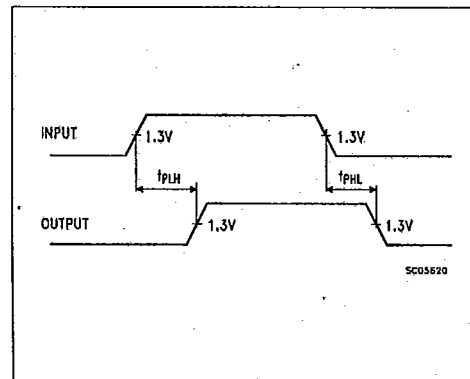 INPUT
1.3V
1.3V
tPLH
tPHL
OUTPUT
1.3V
1.3V
SC05620